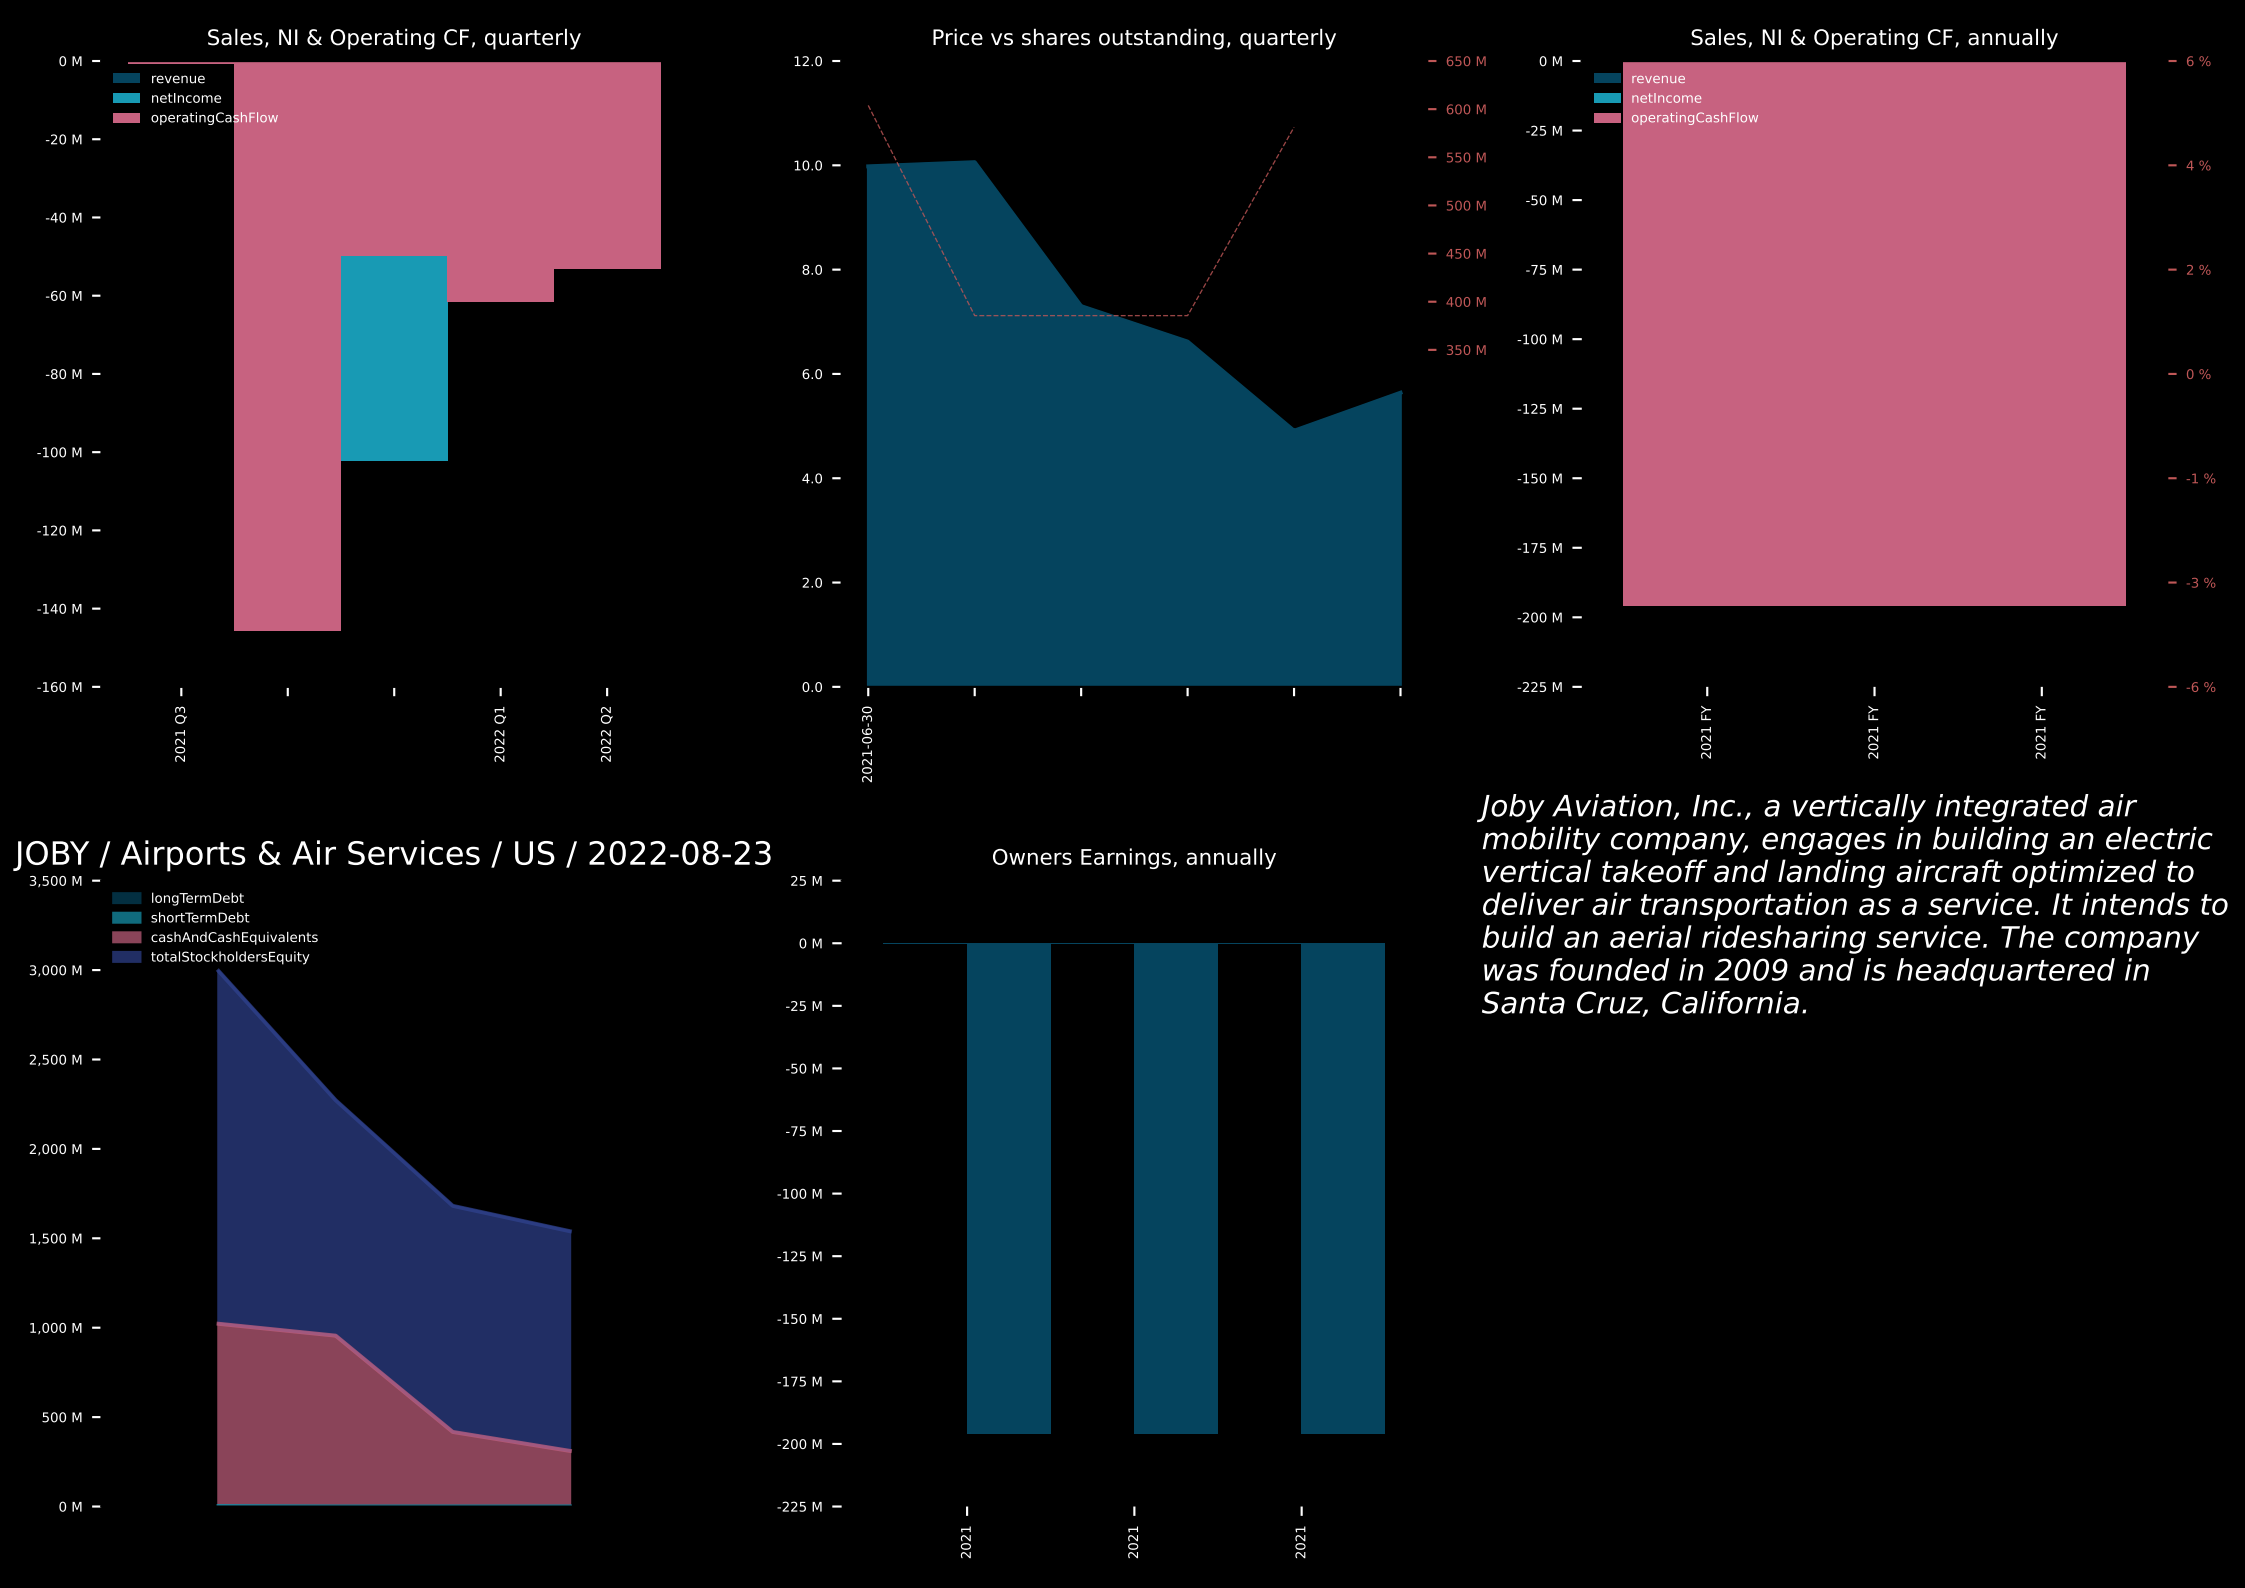 Sales, NI & Operating CF, quarterly
0 M
-20 M
-40 M
-60 M
-80 M
-100 M
-120 M
-140 M
-160 M
revenue
netIncome
operatingCashFlow
2021 Q3
2022 Q1
2022 Q2
Price vs shares outstanding, quarterly
12.0
10.0
8.0
6.0
4.0
2.0
0.0
650 M
600 M
550 M
500 M
450 M
400 M
350 M
2021-06-30
Sales, NI & Operating CF, annually
0 M
-25 M
-50 M
-75 M
-100 M
-125 M
-150 M
-175 M
-200 M
-225 M
revenue
netIncome
operatingCashFlow
6 %
4 %
2 %
0 %
-1 %
-3 %
-6 %
2021 FY
2021 FY
2021 FY
JOBY / Airports & Air Services / US / 2022-08-23
3,500 M
3,000 M
2,500 M
2,000 M
1,500 M
1,000 M
500 M
0 M
longTermDebt
shortTermDebt
cashAndCashEquivalents
totalStockholdersEquity
Owners Earnings, annually
25 M
0 M
-25 M
-50 M
-75 M
-100 M
-125 M
-150 M
-175 M
-200 M
-225 M
2021
2021
2021
Joby Aviation, Inc., a vertically integrated air
mobility company, engages in building an electric
vertical takeoff and landing aircraft optimized to
deliver air transportation as a service. It intends to
build an aerial ridesharing service. The company
was founded in 2009 and is headquartered in
Santa Cruz, California.